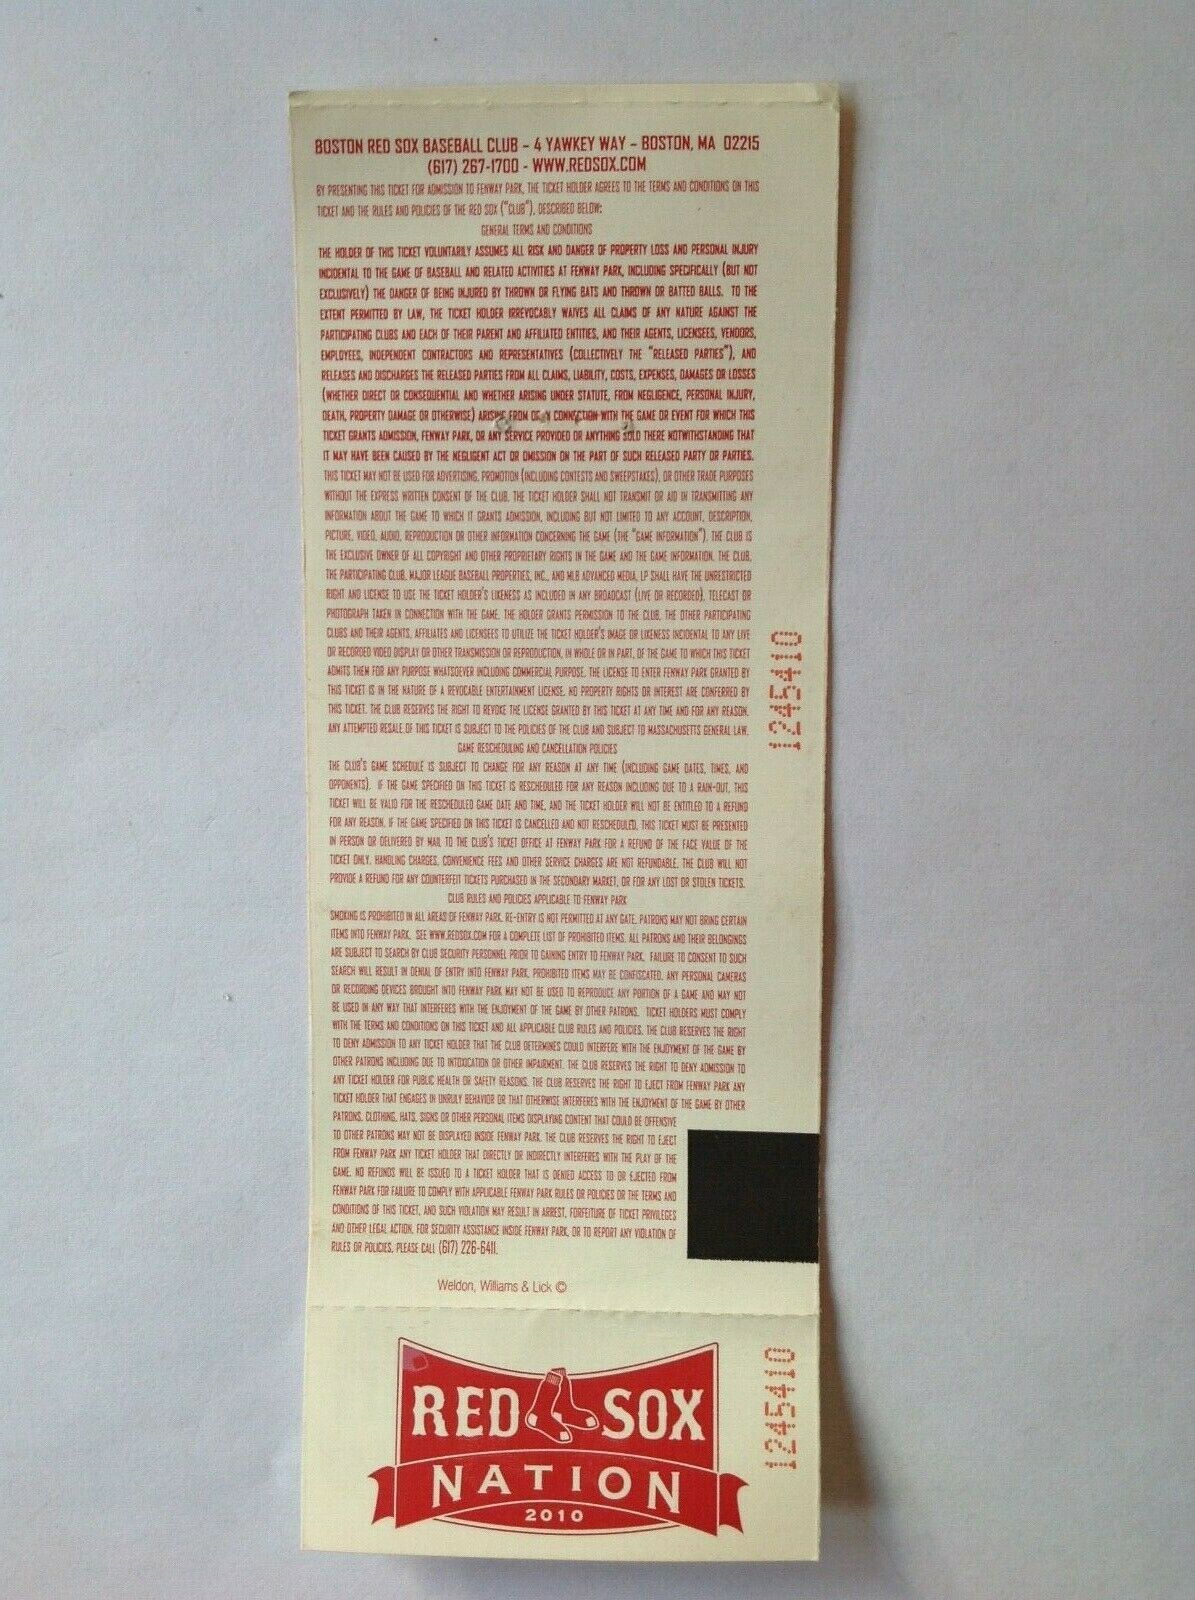 BOSTON RED SOX BASEBALL CLUB - 4 YAWKEY WAY - BOSTON, MA 02215
(617) 267-1700 - WWW.REDSOX.COM
BY PRESENTING THIS TICKET FOR ADMISSION TO FENWAY PARK, THE TICKET HOLDER AGREES TO THE TERMS AND CONDITIONS ON THIS
TICKET AND THE RULES AND POLICIES OF THE RED SOX ("CLUB"), DESCRIBED BELOW:
GENERAL TERMS AND CONDITIONS
THE HOLDER OF THIS TICKET VOLUNTARILY ASSUMES ALL RISK AND DANGER OF PROPERTY LOSS AND PERSONAL INJURY
INCIDENTAL TO THE GAME OF BASEBALL AND RELATED ACTIVITIES AT FENWAY PARK, INCLUDING SPECIFICALLY (BUT NOT
EXCLUSIVELY) THE DANGER OF BEING INJURED BY THROWN OR FLYING BATS AND THROWN OR BATTED BALLS. TO THE
EXTENT PERMITTED BY LAW, THE TICKET HOLDER IRREVOCABLY WAIVES ALL CLAIMS OF ANY NATURE AGAINST THE
PARTICIPATING CLUBS AND EACH OF THEIR PARENT AND AFFILIATED ENTITIES, AND THEIR AGENTS, LICENSEES, VENDORS,
EMPLOYEES, INDEPENDENT CONTRACTORS AND REPRESENTATIVES (COLLECTIVELY THE "RELEASED PARTIES"), AND
RELEASES AND DISCHARGES THE RELEASED PARTIES FROM ALL CLAIMS, LIABILITY, COSTS, EXPENSES, DAMAGES OR LOSSES
(WHETHER DIRECT OR CONSEQUENTIAL AND WHETHER ARISING UNDER STATUTE, FROM NEGLIGENCE, PERSONAL INJURY,
DEATH, PROPERTY DAMAGE OR OTHERWISE) ARISING FROM OR IN CONNECTION WITH THE GAME OR EVENT FOR WHICH THIS
TICKET GRANTS ADMISSION, FENWAY PARK, OR ANY SERVICE PROVIDED OR ANYTHING SOLD THERE NOTWITHSTANDING THAT
IT MAY HAVE BEEN CAUSED BY THE NEGLIGENT ACT OR OMISSION ON THE PART OF SUCH RELEASED PARTY OR PARTIES.
THIS TICKET MAY NOT BE USED FOR ADVERTISING, PROMOTION (INCLUDING CONTESTS AND SWEEPSTAKES), OR OTHER TRADE PURPOSES
WITHOUT THE EXPRESS WRITTEN CONSENT OF THE CLUB. THE TICKET HOLDER SHALL NOT TRANSMIT OR AID IN TRANSMITTING ANY
INFORMATION ABOUT THE GAME TO WHICH IT GRANTS ADMISSION, INCLUDING BUT NOT LIMITED TO ANY ACCOUNT, DESCRIPTION,
PICTURE, VIDEO, AUDIO, REPRODUCTION OR OTHER INFORMATION CONCERNING THE GAME (THE "GAME INFORMATION"). THE CLUB IS
THE EXCLUSIVE OWNER OF ALL COPYRIGHT AND OTHER PROPRIETARY RIGHTS IN THE GAME AND THE GAME INFORMATION. THE CLUB,
THE PARTICIPATING CLUB, MAJOR LEAGUE BASEBALL PROPERTIES, INC., AND MLB ADVANCED MEDIA, LP SHALL HAVE THE UNRESTRICTED
RIGHT AND LICENSE TO USE THE TICKET HOLDER'S LIKENESS AS INCLUDED IN ANY BROADCAST (LIVE OR RECORDED), TELECAST OR
PHOTOGRAPH TAKEN IN CONNECTION WITH THE GAME. THE HOLDER GRANTS PERMISSION TO THE CLUB, THE OTHER PARTICIPATING
CLUBS AND THEIR AGENTS, AFFILIATES AND LICENSEES TO UTILIZE THE TICKET HOLDER'S IMAGE OR LIKENESS INCIDENTAL TO ANY LIVE
OR RECORDED VIDEO DISPLAY OR OTHER TRANSMISSION OR REPRODUCTION, IN WHOLE OR IN PART, OF THE GAME TO WHICH THIS TICKET
ADMITS THEM FOR ANY PURPOSE WHATSOEVER INCLUDING COMMERCIAL PURPOSE. THE LICENSE TO ENTER FENWAY PARK GRANTED BY
THIS TICKET IS IN THE NATURE OF A REVOCABLE ENTERTAINMENT LICENSE. NO PROPERTY RIGHTS OR INTEREST ARE CONFERRED BY
THIS TICKET. THE CLUB RESERVES THE RIGHT TO REVOKE THE LICENSE GRANTED BY THIS TICKET AT ANY TIME AND FOR ANY REASON.
ANY ATTEMPTED RESALE OF THIS TICKET IS SUBJECT TO THE POLICIES OF THE CLUB AND SUBJECT TO MASSACHUSETTS GENERAL LAW.
GAME RESCHEDULING AND CANCELLATION POLICIES
THE CLUB'S GAME SCHEDULE IS SUBJECT TO CHANGE FOR ANY REASON AT ANY TIME (INCLUDING GAME DATES, TIMES, AND
OPPONENTS). IF THE GAME SPECIFIED ON THIS TICKET IS RESCHEDULED FOR ANY REASON INCLUDING DUE TO A RAIN-OUT, THIS
TICKET WILL BE VALID FOR THE RESCHEDULED GAME DATE AND TIME, AND THE TICKET HOLDER WILL NOT BE ENTITLED TO A REFUND
FOR ANY REASON. IF THE GAME SPECIFIED ON THIS TICKET IS CANCELLED AND NOT RESCHEDULED, THIS TICKET MUST BE PRESENTED
IN PERSON OR DELIVERED BY MAIL TO THE CLUB'S TICKET OFFICE AT FENWAY PARK FOR A REFUND OF THE FACE VALUE OF THE
TICKET ONLY. HANDLING CHARGES, CONVENIENCE FEES AND OTHER SERVICE CHARGES ARE NOT REFUNDABLE. THE CLUB WILL NOT
PROVIDE A REFUND FOR ANY COUNTERFEIT TICKETS PURCHASED IN THE SECONDARY MARKET, OR FOR ANY LOST OR STOLEN TICKETS.
CLUB RULES AND POLICIES APPLICABLE TO FENWAY PARK
SMOKING IS PROHIBITED IN ALL AREAS OF FENWAY PARK. RE-ENTRY IS NOT PERMITTED AT ANY GATE. PATRONS MAY NOT BRING CERTAIN
ITEMS INTO FENWAY PARK. SEE WWW.REDSOX.COM FOR A COMPLETE LIST OF PROHIBITED ITEMS. ALL PATRONS AND THEIR BELONGINGS
ARE SUBJECT TO SEARCH BY CLUB SECURITY PERSONNEL PRIOR TO GAINING ENTRY TO FENWAY PARK. FAILURE TO CONSENT TO SUCH
SEARCH WILL RESULT IN DENIAL OF ENTRY INTO FENWAY PARK. PROHIBITED ITEMS MAY BE CONFISCATED. ANY PERSONAL CAMERAS
OR RECORDING DEVICES BROUGHT INTO FENWAY PARK MAY NOT BE USED TO REPRODUCE ANY PORTION OF A GAME AND MAY NOT
BE USED IN ANY WAY THAT INTERFERES WITH THE ENJOYMENT OF THE GAME BY OTHER PATRONS. TICKET HOLDERS MUST COMPLY
WITH THE TERMS AND CONDITIONS ON THIS TICKET AND ALL APPLICABLE CLUB RULES AND POLICIES. THE CLUB RESERVES THE RIGHT
TO DENY ADMISSION TO ANY TICKET HOLDER THAT THE CLUB DETERMINES COULD INTERFERE WITH THE ENJOYMENT OF THE GAME BY
OTHER PATRONS INCLUDING DUE TO INTOXICATION OR OTHER IMPAIRMENT. THE CLUB RESERVES THE RIGHT TO DENY ADMISSION TO
ANY TICKET HOLDER FOR PUBLIC HEALTH OR SAFETY REASONS. THE CLUB RESERVES THE RIGHT TO EJECT FROM FENWAY PARK ANY
TICKET HOLDER THAT ENGAGES IN UNRULY BEHAVIOR OR THAT OTHERWISE INTERFERES WITH THE ENJOYMENT OF THE GAME BY OTHER
PATRONS. CLOTHING, HATS, SIGNS OR OTHER PERSONAL ITEMS DISPLAYING CONTENT THAT COULD BE OFFENSIVE
TO OTHER PATRONS MAY NOT BE DISPLAYED INSIDE FENWAY PARK. THE CLUB RESERVES THE RIGHT TO EJECT
FROM FENWAY PARK ANY TICKET HOLDER THAT DIRECTLY OR INDIRECTLY INTERFERES WITH THE PLAY OF THE
GAME. NO REFUNDS WILL BE ISSUED TO A TICKET HOLDER THAT IS DENIED ACCESS TO OR EJECTED FROM
FENWAY PARK FOR FAILURE TO COMPLY WITH APPLICABLE FENWAY PARK RULES OR POLICIES OR THE TERMS AND
CONDITIONS OF THIS TICKET, AND SUCH VIOLATION MAY RESULT IN ARREST, FORFEITURE OF TICKET PRIVILEGES
AND OTHER LEGAL ACTION. FOR SECURITY ASSISTANCE INSIDE FENWAY PARK, OR TO REPORT ANY VIOLATION OF
RULES OR POLICIES, PLEASE CALL (617) 226-6411.
Weldon, Williams & Lick ©
1245410
RED SOX
NATION
2010
1245410